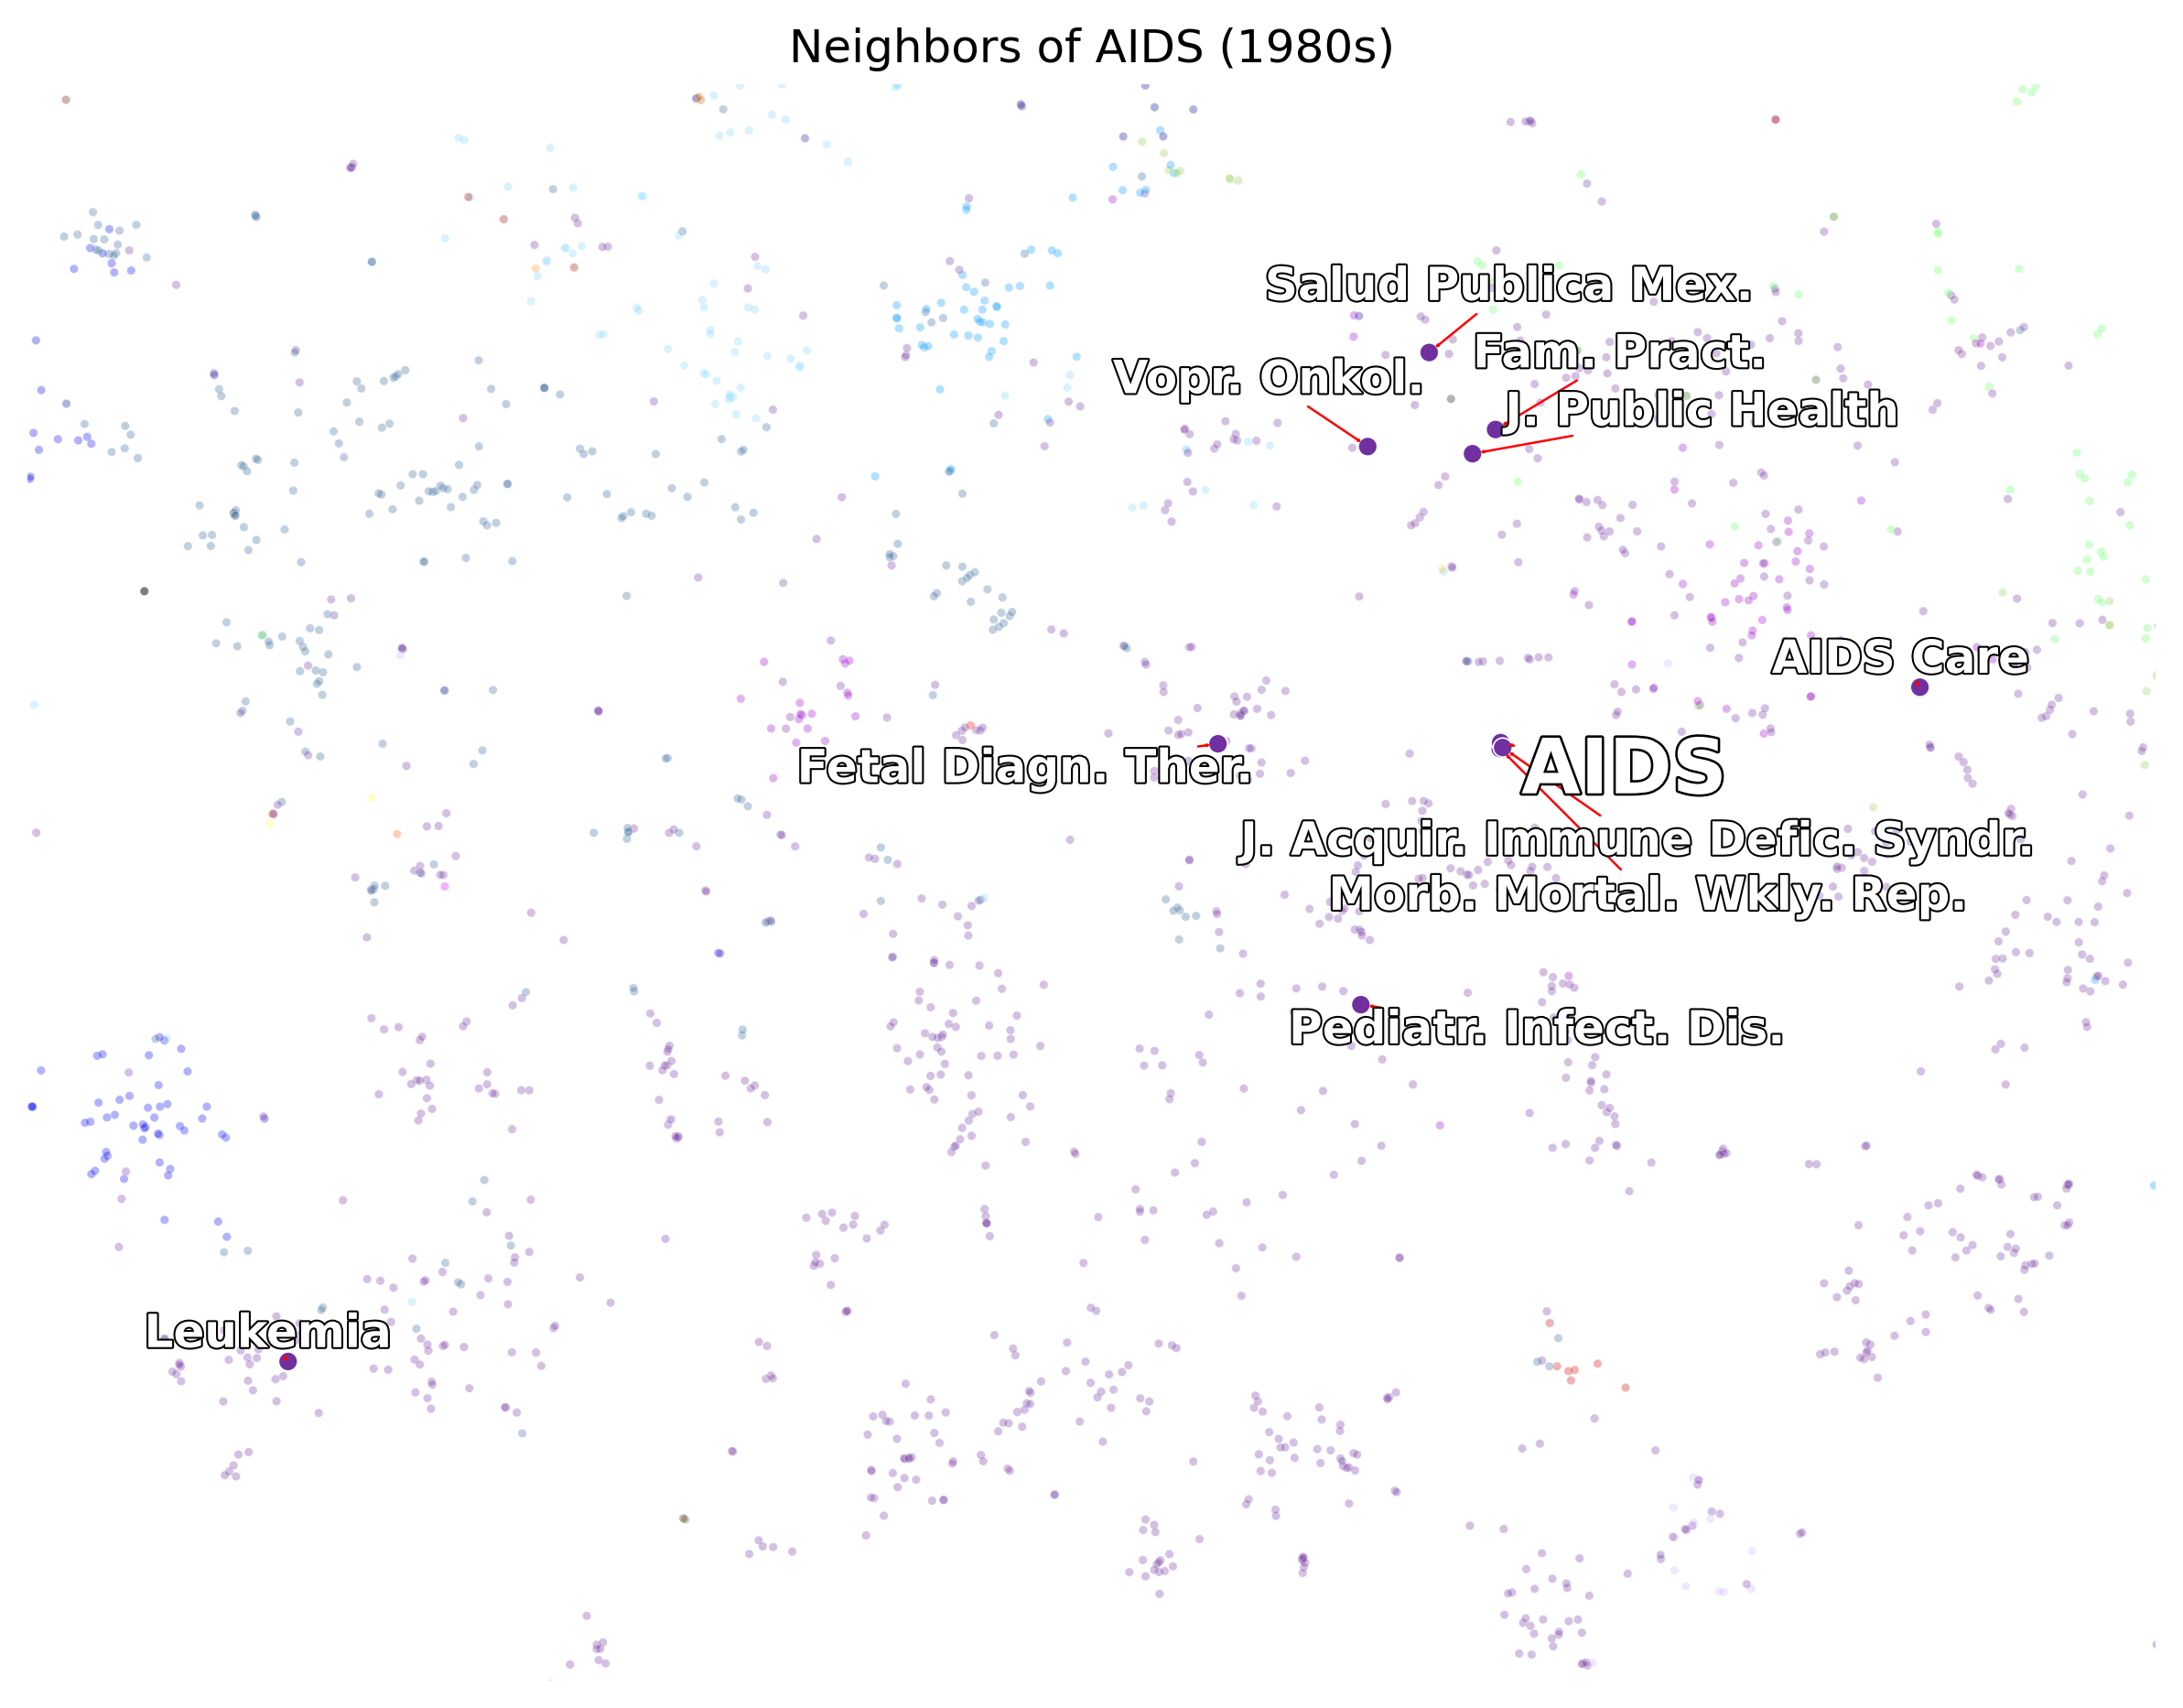 Neighbors of AIDS (1980s)
Salud Publica Mex.
Fam. Pract.
Vopr. Onkol.
J. Public Health
AIDS Care
Fetal Diagn. Ther.
AIDS
J. Acquir. Immune Defic. Syndr.
Morb. Mortal. Wkly. Rep.
Pediatr. Infect. Dis.
Leukemia